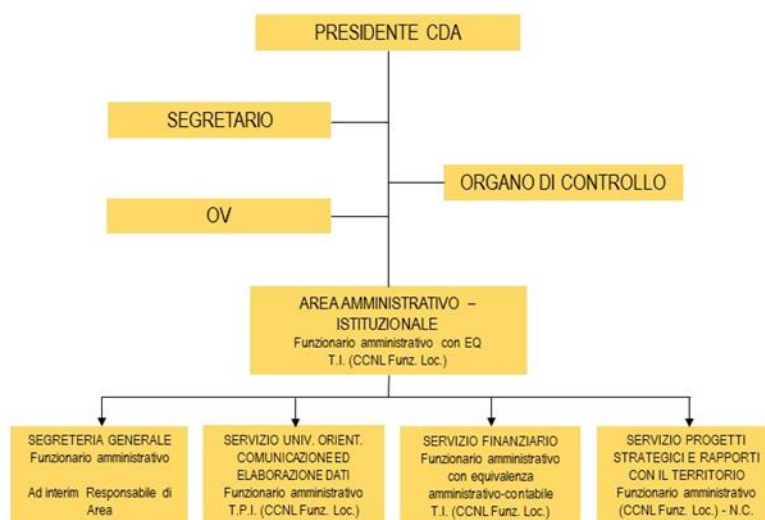 PRESIDENTE CDA
SEGRETARIO
ORGANO DI CONTROLLO
OV
AREA AMMINISTRATIVO –
ISTITUZIONALE
Funzionario amministrativo con EQ
T.I. (CCNL Funz. Loc.)
SEGRETERIA GENERALE
Funzionario amministrativo
Ad interim Responsabile di
Area
SERVIZIO UNIV. ORIENT.
COMUNICAZIONE ED
ELABORAZIONE DATI
Funzionario amministrativo
T.P.I. (CCNL Funz. Loc.)
SERVIZIO FINANZIARIO
Funzionario amministrativo
con equivalenza
amministrativo-contabile
T.I. (CCNL Funz. Loc.)
SERVIZIO PROGETTI
STRATEGICI E RAPPORTI
CON IL TERRITORIO
Funzionario amministrativo
(CCNL Funz. Loc.) - N.C.